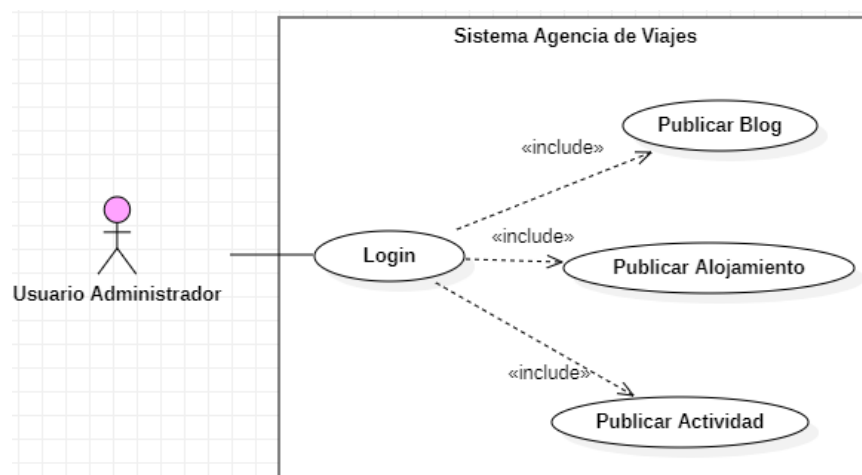 Sistema Agencia de Viajes
Publicar Blog
«include»
«include»
Login
Publicar Alojamiento
Usuario Administrador
«include»
Publicar Actividad